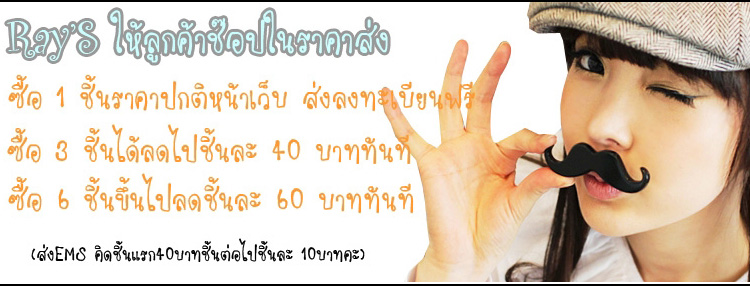 Ray'S ให้ลูกค้าช๊อปในราคาส่ง
ซื้อ 1 ชิ้นราคาปกติหน้าเว็บ ส่งลงทะเบียนฟรี
ซื้อ 3 ชิ้นได้ลดไปชิ้นละ 40 บาททันที
ซื้อ 6 ชิ้นขึ้นไปลดชิ้นละ 60 บาททันที
(ส่งEMS คิดชิ้นแรก40บาทชิ้นต่อไปชิ้นละ 10บาทคะ)